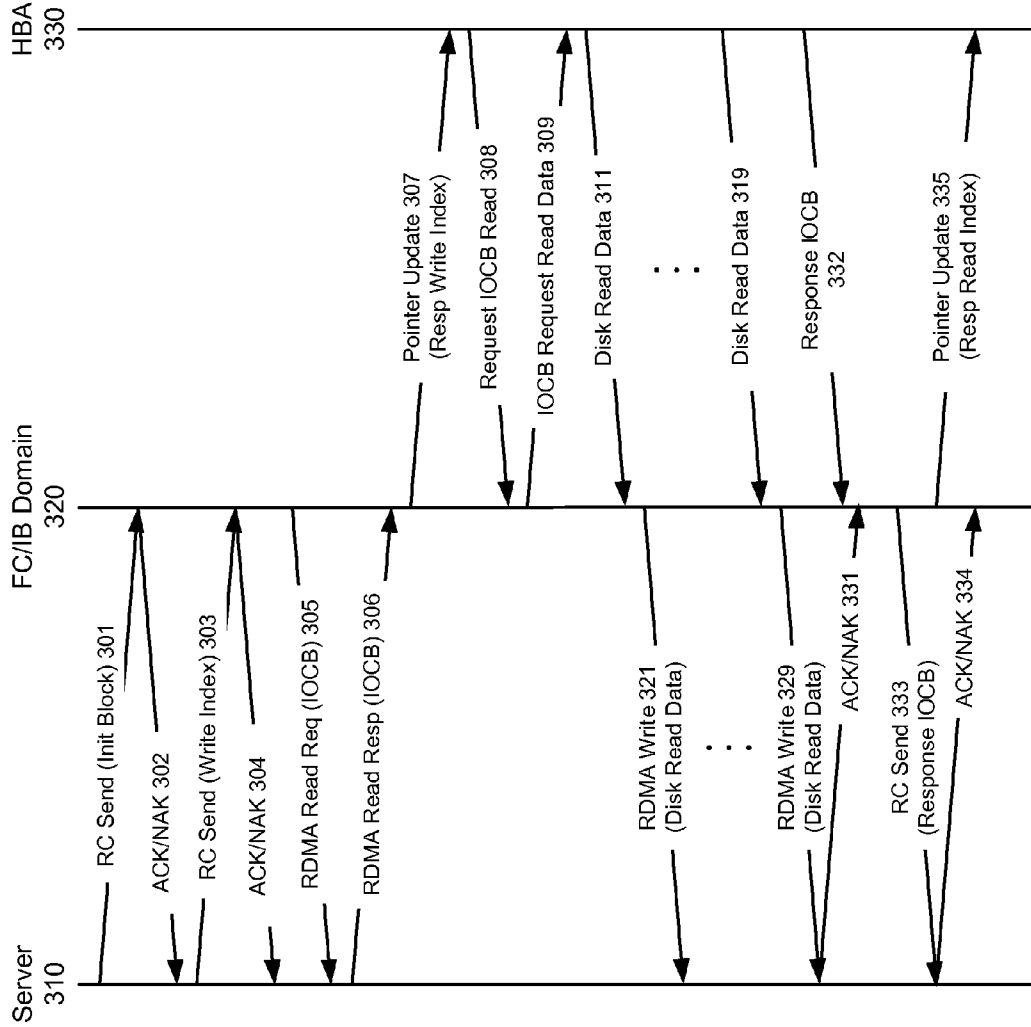 Server
310
FC/IB Domain
320
HBA
330
RC Send (Init Block) 301
ACK/NAK 302
RC Send (Write Index) 303
ACK/NAK 304
RDMA Read Req (IOCB) 305
RDMA Read Resp (IOCB) 306
Pointer Update 307
(Resp Write Index)
Request IOCB Read 308
IOCB Request Read Data 309
Disk Read Data 311
. . .
Disk Read Data 319
RDMA Write 321
(Disk Read Data)
. . .
RDMA Write 329
(Disk Read Data)
ACK/NAK 331
Response IOCB
332
RC Send 333
(Response IOCB)
ACK/NAK 334
Pointer Update 335
(Resp Read Index)